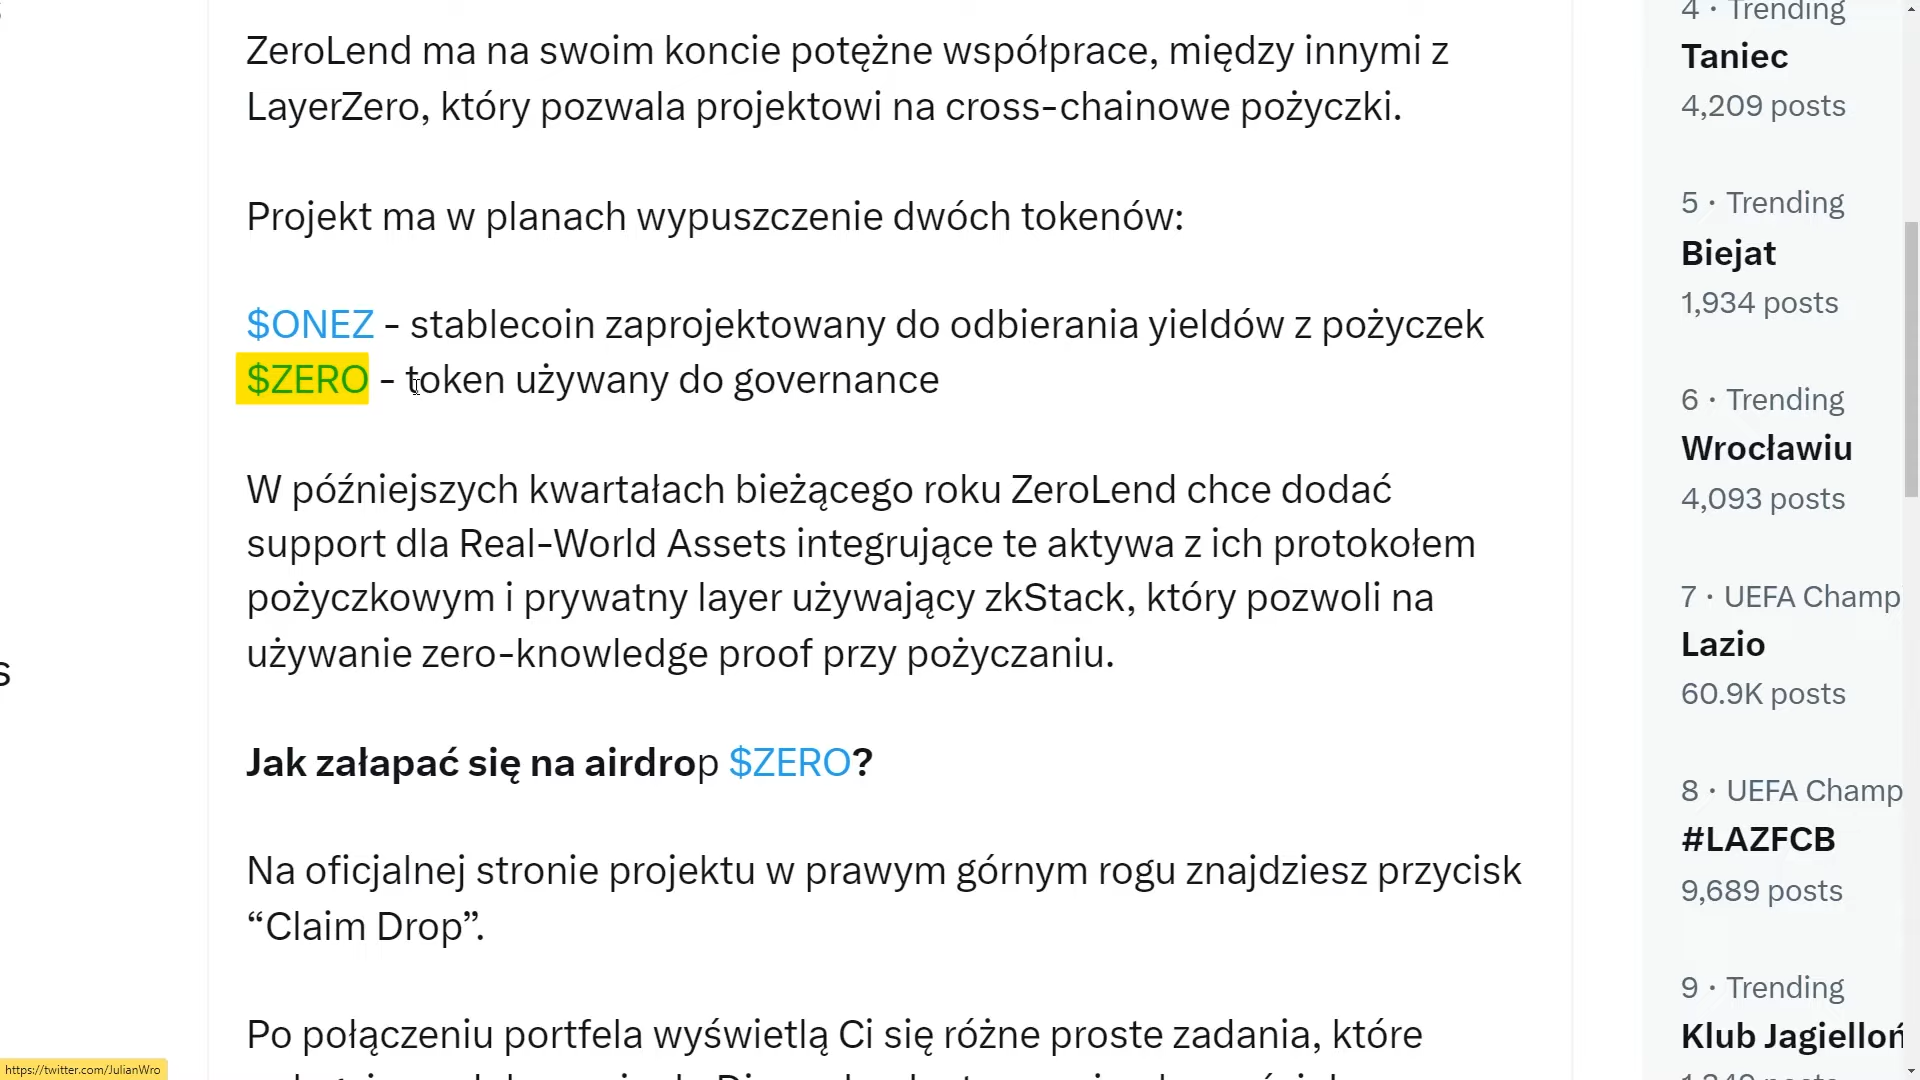 ZeroLend ma na swoim koncie potężne współprace, między innymi z
LayerZero, który pozwala projektowi na cross-chainowe pożyczki.
Projekt ma w planach wypuszczenie dwóch tokenów:
$ONEZ - stablecoin zaprojektowany do odbierania yieldów z pożyczek
$ZERO - token używany do governance
W późniejszych kwartałach bieżącego roku ZeroLend chce dodać
support dla Real-World Assets integrujące te aktywa z ich protokołem
pożyczkowym i prywatny layer używający zkStack, który pozwoli na
używanie zero-knowledge proof przy pożyczaniu.
Jak załapać się na airdrop $ZERO?
Na oficjalnej stronie projektu w prawym górnym rogu znajdziesz przycisk
“Claim Drop”.
Po połączeniu portfela wyświetlą Ci się różne proste zadania, które
4 · Trending
Taniec
4,209 posts
5 · Trending
Biejat
1,934 posts
6 · Trending
Wrocławiu
4,093 posts
7 · UEFA Champ
Lazio
60.9K posts
8 · UEFA Champ
#LAZFCB
9,689 posts
9 · Trending
Klub Jagielloń
https://twitter.com/JulianWro